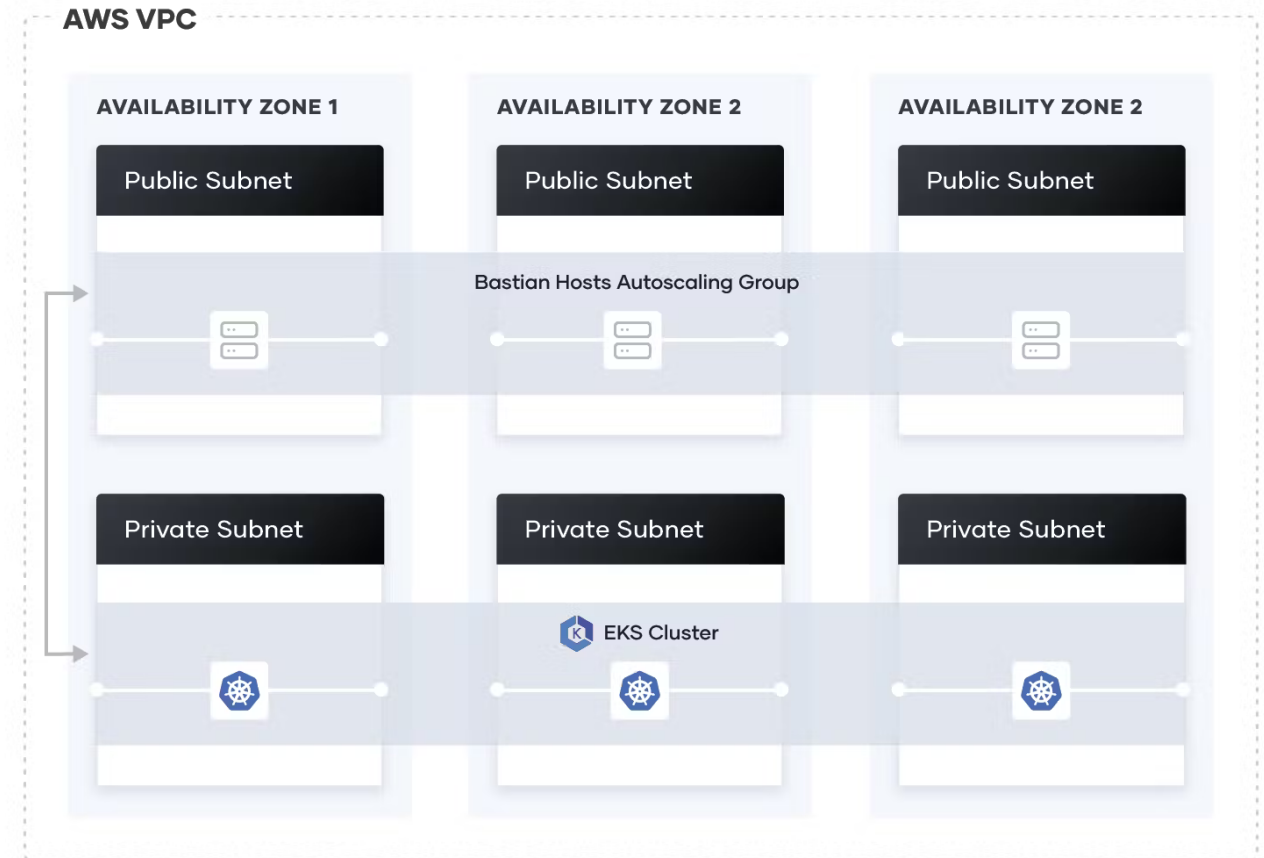 AWS VPC
AVAILABILITY ZONE 1
AVAILABILITY ZONE 2
AVAILABILITY ZONE 2
Public Subnet
Public Subnet
Public Subnet
Bastian Hosts Autoscaling Group
Private Subnet
Private Subnet
Private Subnet
K
EKS Cluster